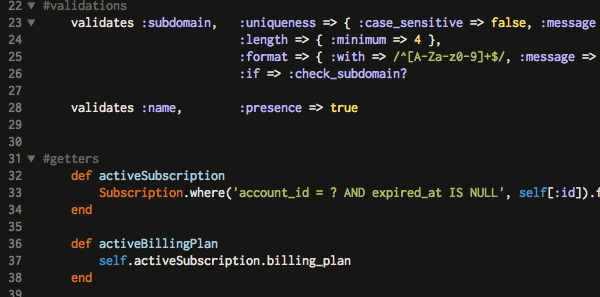 22 ▼ #validations
23 ▼ validates :subdomain, :uniqueness => { :case_sensitive => false, :message
24 :length => { :minimum => 4 },
25 :format => { :with => /^[A-Za-z0-9]+$/, :message =>
26 :if => :check_subdomain?
27
28 validates :name, :presence => true
29
30
31 ▼ #getters
32 def activeSubscription
33 Subscription.where('account_id = ? AND expired_at IS NULL', self[:id]).f
34 end
35
36 def activeBillingPlan
37 self.activeSubscription.billing_plan
38 end
39